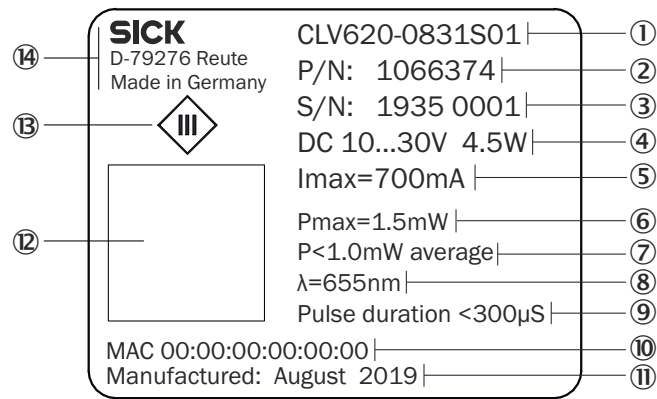 SICK
D-79276 Reute
Made in Germany
III
CLV620-0831S01
P/N: 1066374
S/N: 1935 0001
DC 10...30V 4.5W
Imax=700mA
Pmax=1.5mW
P<1.0mW average
λ=655nm
Pulse duration <300µS
MAC 00:00:00:00:00:00
Manufactured: August 2019
①
②
③
④
⑤
⑥
⑦
⑧
⑨
⑩
⑪
⑫
⑬
⑭